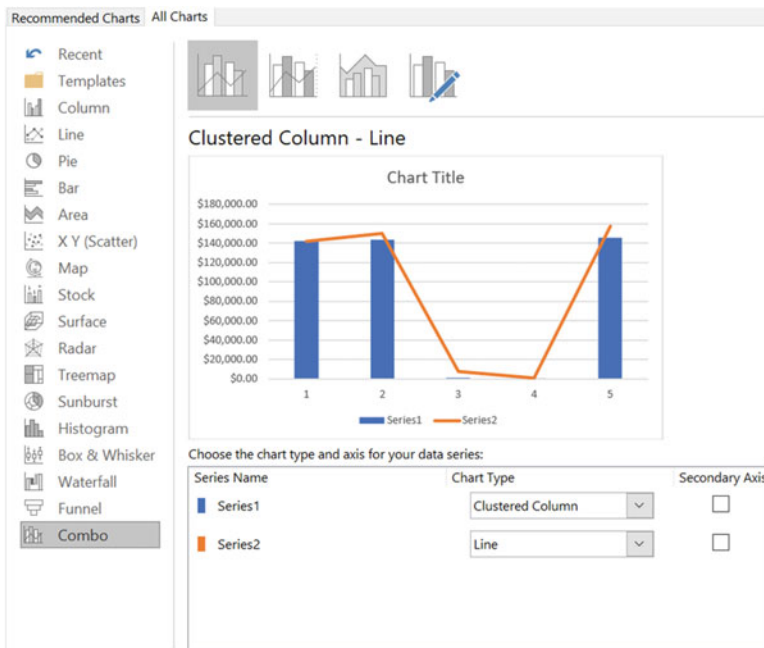 Recommended Charts All Charts
Recent
Templates
Column
Line
Pie
Bar
Area
X Y (Scatter)
Map
Stock
Surface
Radar
Treemap
Sunburst
Histogram
Box & Whisker
Waterfall
Funnel
Combo
Clustered Column - Line
Chart Title
$180,000.00
$160,000.00
$140,000.00
$120,000.00
$100,000.00
$80,000.00
$60,000.00
$40,000.00
$20,000.00
$0.00
1 2 3 4 5
Series1 Series2
Choose the chart type and axis for your data series:
Series Name Chart Type Secondary Axis
Series1 Clustered Column
Series2 Line